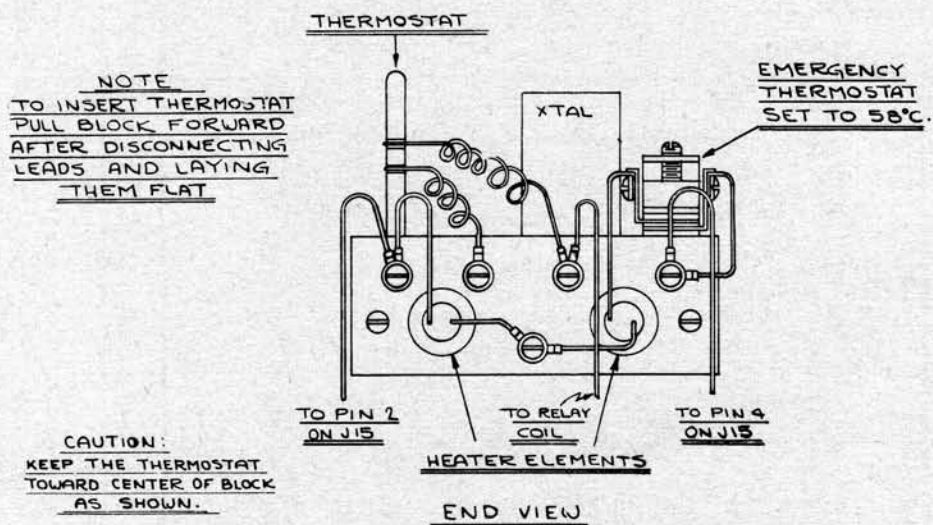 THERMOSTAT
NOTE
TO INSERT THERMOSTAT
PULL BLOCK FORWARD
AFTER DISCONNECTING
LEADS AND LAYING
THEM FLAT
XTAL
EMERGENCY
THERMOSTAT
SET TO 58°C.
TO PIN 2
ON J15
TO RELAY
COIL
TO PIN 4
ON J15
HEATER ELEMENTS
CAUTION:
KEEP THE THERMOSTAT
TOWARD CENTER OF BLOCK
AS SHOWN.
END VIEW